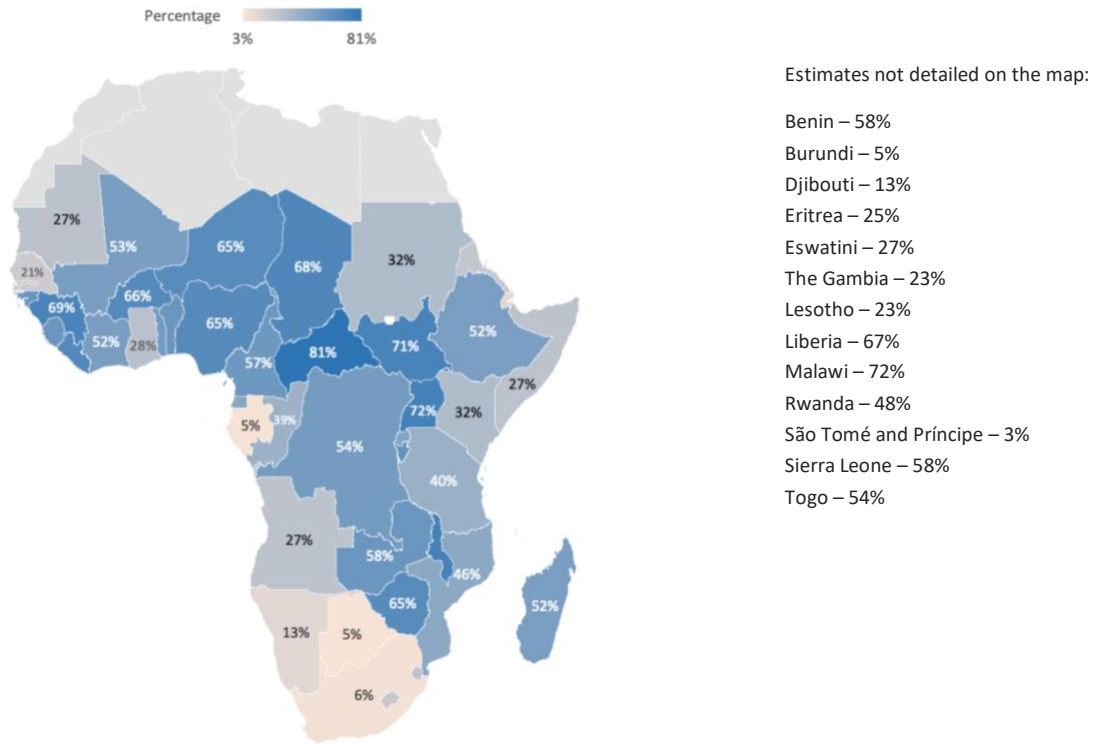 Percentage
3%
81%
Estimates not detailed on the map:
Benin – 58%
Burundi – 5%
Djibouti – 13%
Eritrea – 25%
Eswatini – 27%
The Gambia – 23%
Lesotho – 23%
Liberia – 67%
Malawi – 72%
Rwanda – 48%
São Tomé and Príncipe – 3%
Sierra Leone – 58%
Togo – 54%
27%
53%
65%
68%
32%
21%
69%
66%
65%
52%
28%
57%
81%
71%
52%
27%
5%
39%
54%
72%
32%
40%
27%
58%
46%
65%
52%
13%
5%
6%